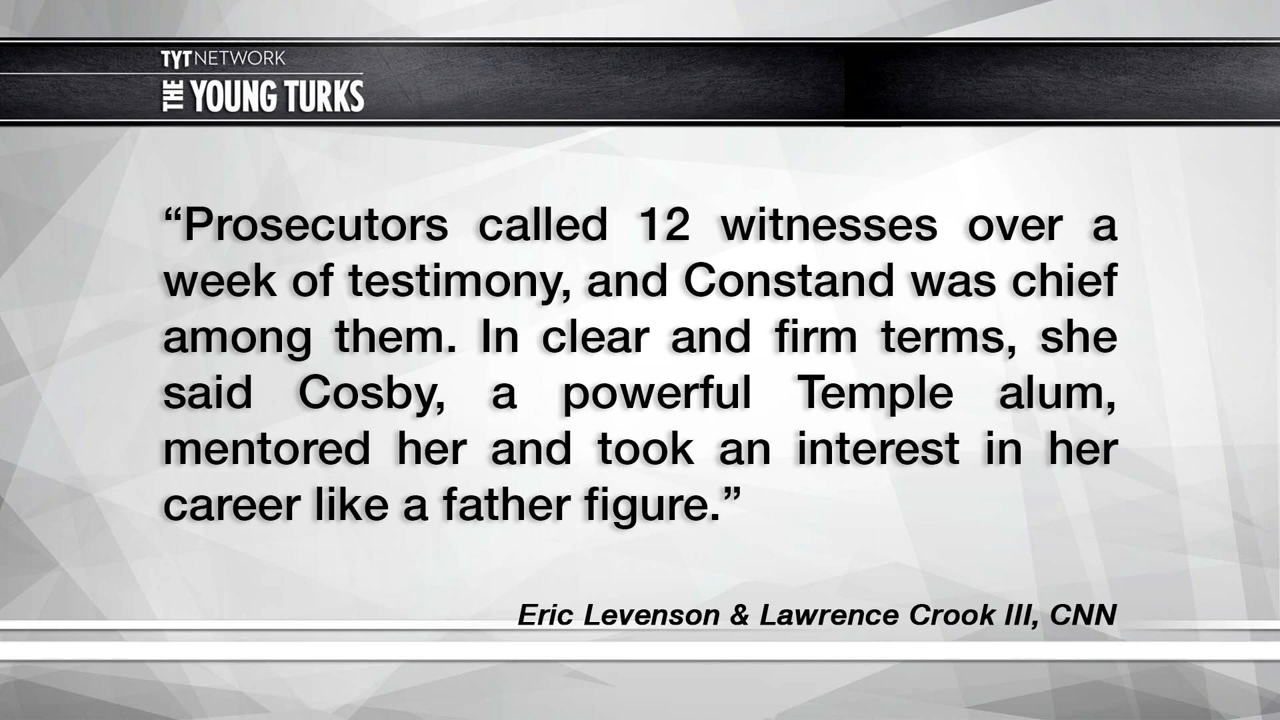 TYT NETWORK
THE YOUNG TURKS
“Prosecutors called 12 witnesses over a
week of testimony, and Constand was chief
among them. In clear and firm terms, she
said Cosby, a powerful Temple alum,
mentored her and took an interest in her
career like a father figure.”
Eric Levenson & Lawrence Crook III, CNN